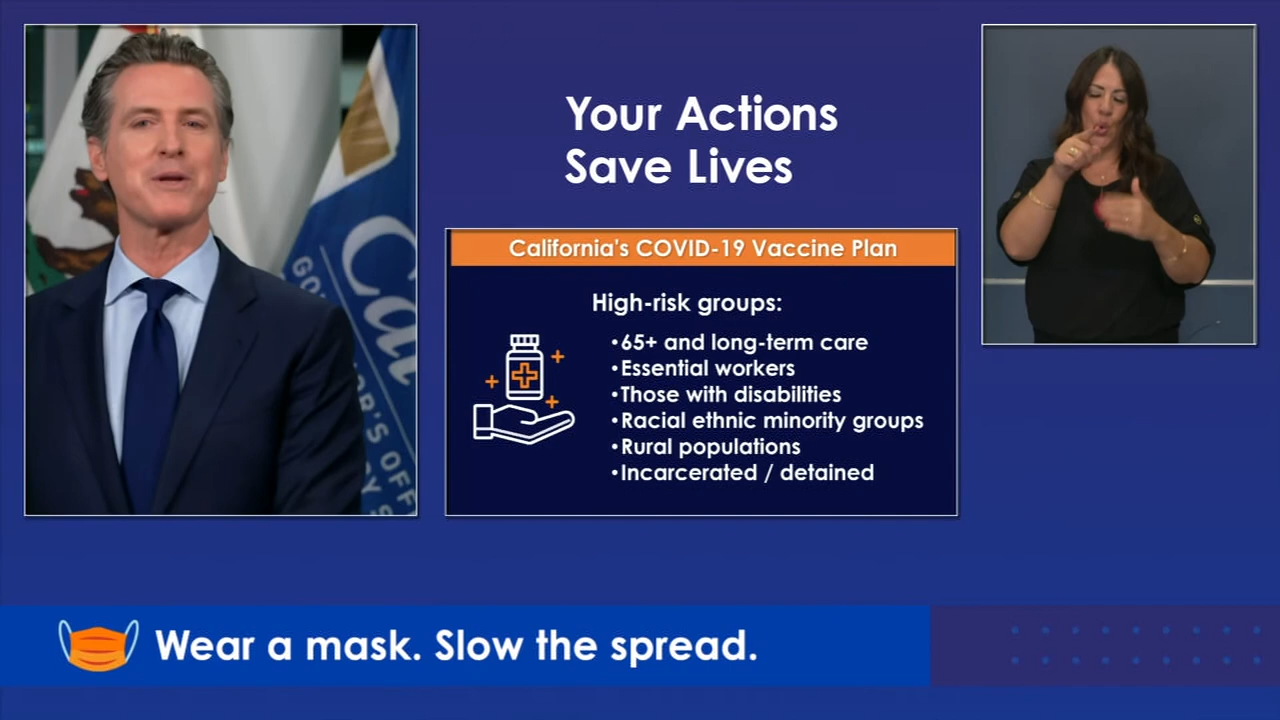 Your Actions
Save Lives
California's COVID-19 Vaccine Plan
High-risk groups:
•65+ and long-term care
•Essential workers
•Those with disabilities
•Racial ethnic minority groups
•Rural populations
•Incarcerated / detained
Wear a mask. Slow the spread.